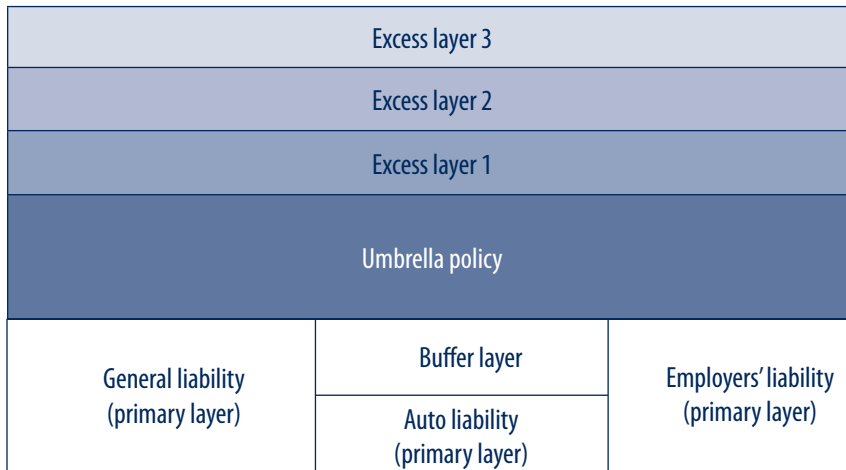 Excess layer 3
Excess layer 2
Excess layer 1
Umbrella policy
General liability
(primary layer)
Buffer layer
Auto liability
(primary layer)
Employers’ liability
(primary layer)